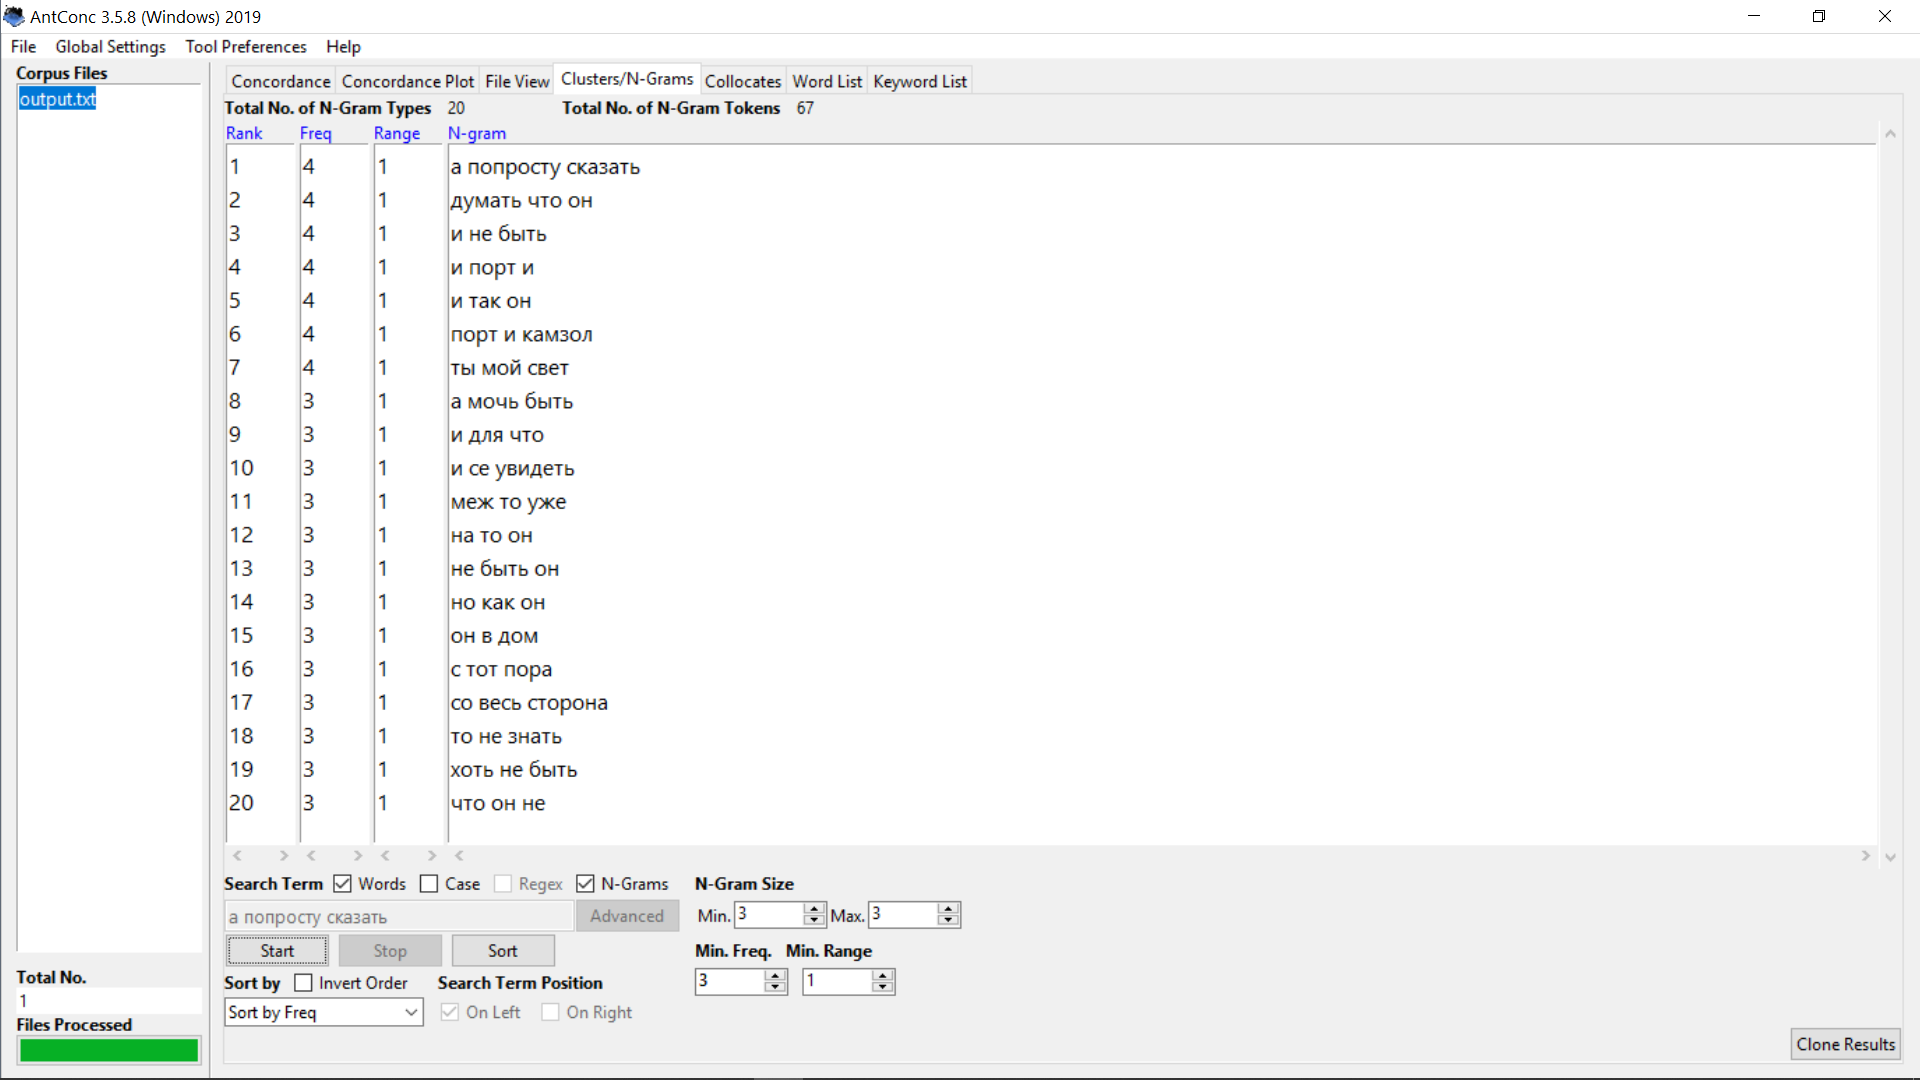 AntConc 3.5.8 (Windows) 2019
File Global Settings Tool Preferences Help
Corpus Files
output.txt
Concordance Concordance Plot File View Clusters/N-Grams Collocates Word List Keyword List
Total No. of N-Gram Types 20 Total No. of N-Gram Tokens 67
Rank Freq Range N-gram
1 4 1 а попросту сказать
2 4 1 думать что он
3 4 1 и не быть
4 4 1 и порт и
5 4 1 и так он
6 4 1 порт и камзол
7 4 1 ты мой свет
8 3 1 а мочь быть
9 3 1 и для что
10 3 1 и се увидеть
11 3 1 меж то уже
12 3 1 на то он
13 3 1 не быть он
14 3 1 но как он
15 3 1 он в дом
16 3 1 с тот пора
17 3 1 со весь сторона
18 3 1 то не знать
19 3 1 хоть не быть
20 3 1 что он не
Search Term Words Case Regex N-Grams N-Gram Size
а попросту сказать Advanced Min. 3 Max. 3
Start Stop Sort Min. Freq. Min. Range
3 1
Sort by Invert Order Search Term Position
Sort by Freq On Left On Right
Total No.
1
Files Processed
Clone Results